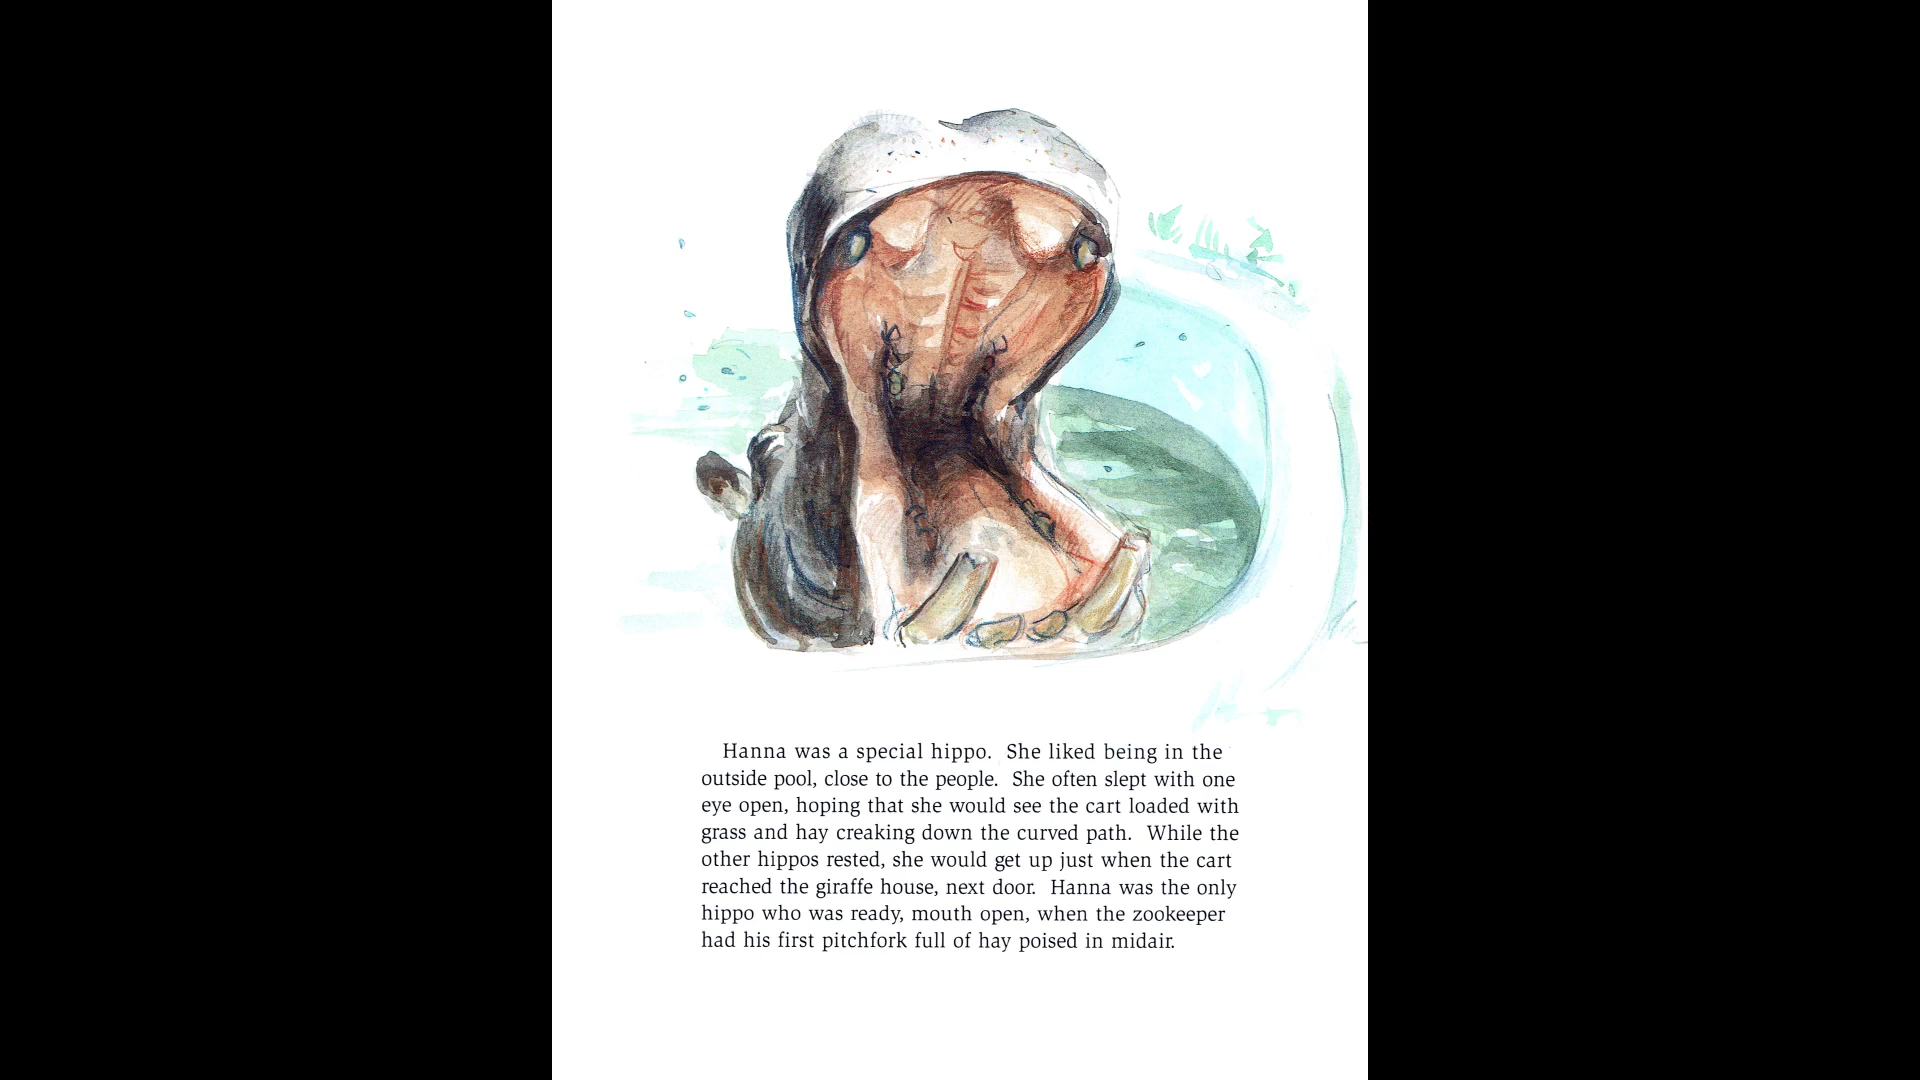 Hanna was a special hippo. She liked being in the
outside pool, close to the people. She often slept with one
eye open, hoping that she would see the cart loaded with
grass and hay creaking down the curved path. While the
other hippos rested, she would get up just when the cart
reached the giraffe house, next door. Hanna was the only
hippo who was ready, mouth open, when the zookeeper
had his first pitchfork full of hay poised in midair.